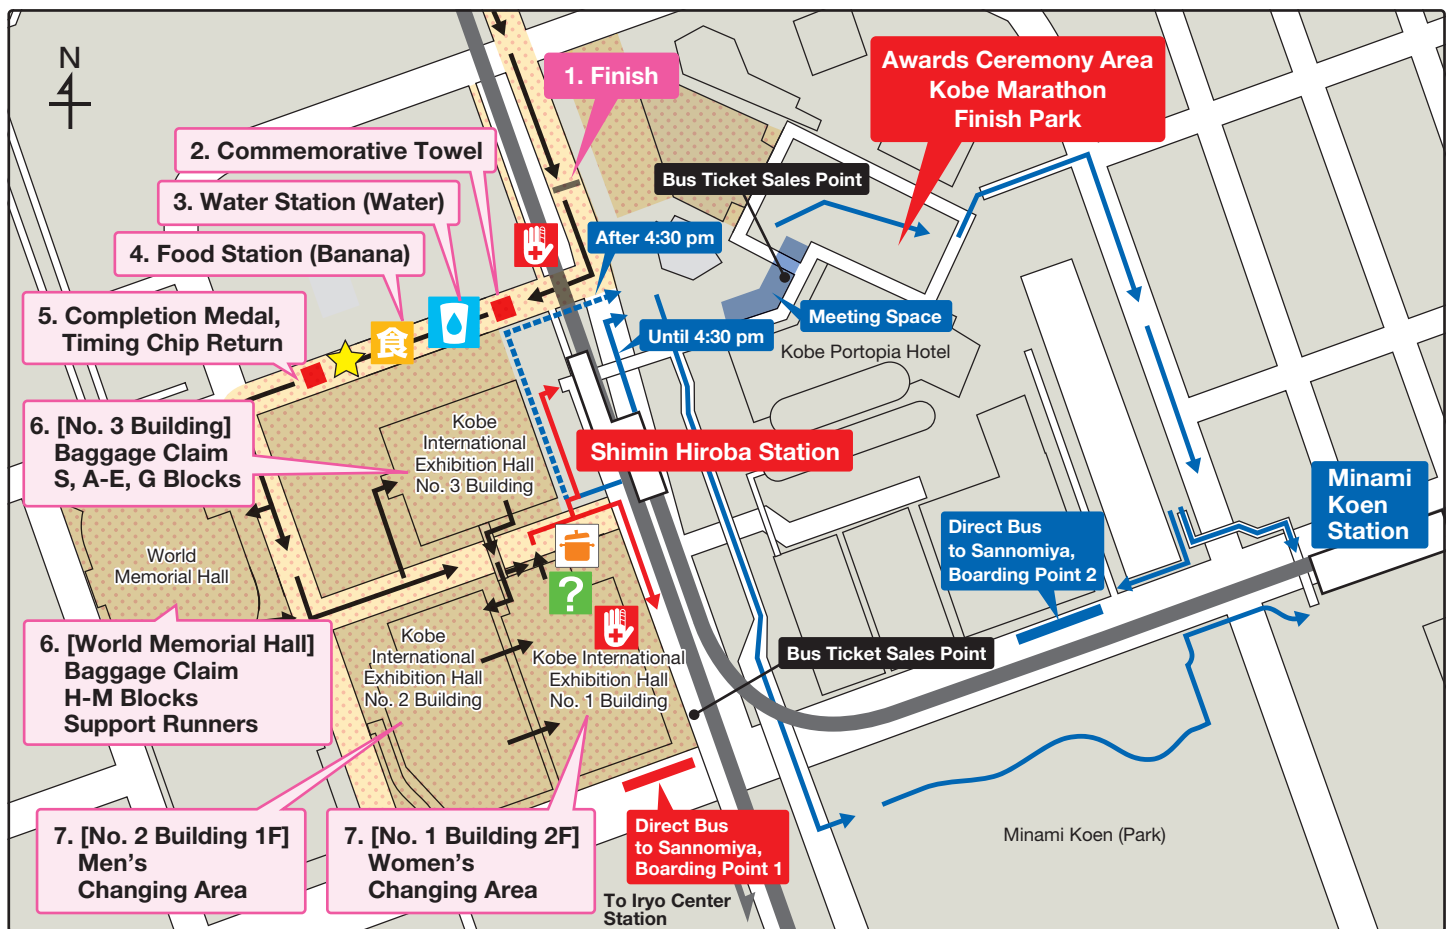 N
1. Finish
Awards Ceremony Area
Kobe Marathon
Finish Park
2. Commemorative Towel
Bus Ticket Sales Point
3. Water Station (Water)
After 4:30 pm
4. Food Station (Banana)
5. Completion Medal,
Timing Chip Return
食
Meeting Space
Until 4:30 pm
Kobe Portopia Hotel
6. [No. 3 Building]
Baggage Claim
S, A-E, G Blocks
Kobe
International
Exhibition Hall
No. 3 Building
Shimin Hiroba Station
Minami
Koen
Station
Direct Bus
to Sannomiya,
Boarding Point 2
World
Memorial Hall
?
6. [World Memorial Hall]
Baggage Claim
H-M Blocks
Support Runners
Kobe
International
Exhibition Hall
No. 2 Building
Kobe International
Exhibition Hall
No. 1 Building
Bus Ticket Sales Point
7. [No. 2 Building 1F]
Men's
Changing Area
7. [No. 1 Building 2F]
Women's
Changing Area
Direct Bus
to Sannomiya,
Boarding Point 1
Minami Koen (Park)
To Iryo Center
Station